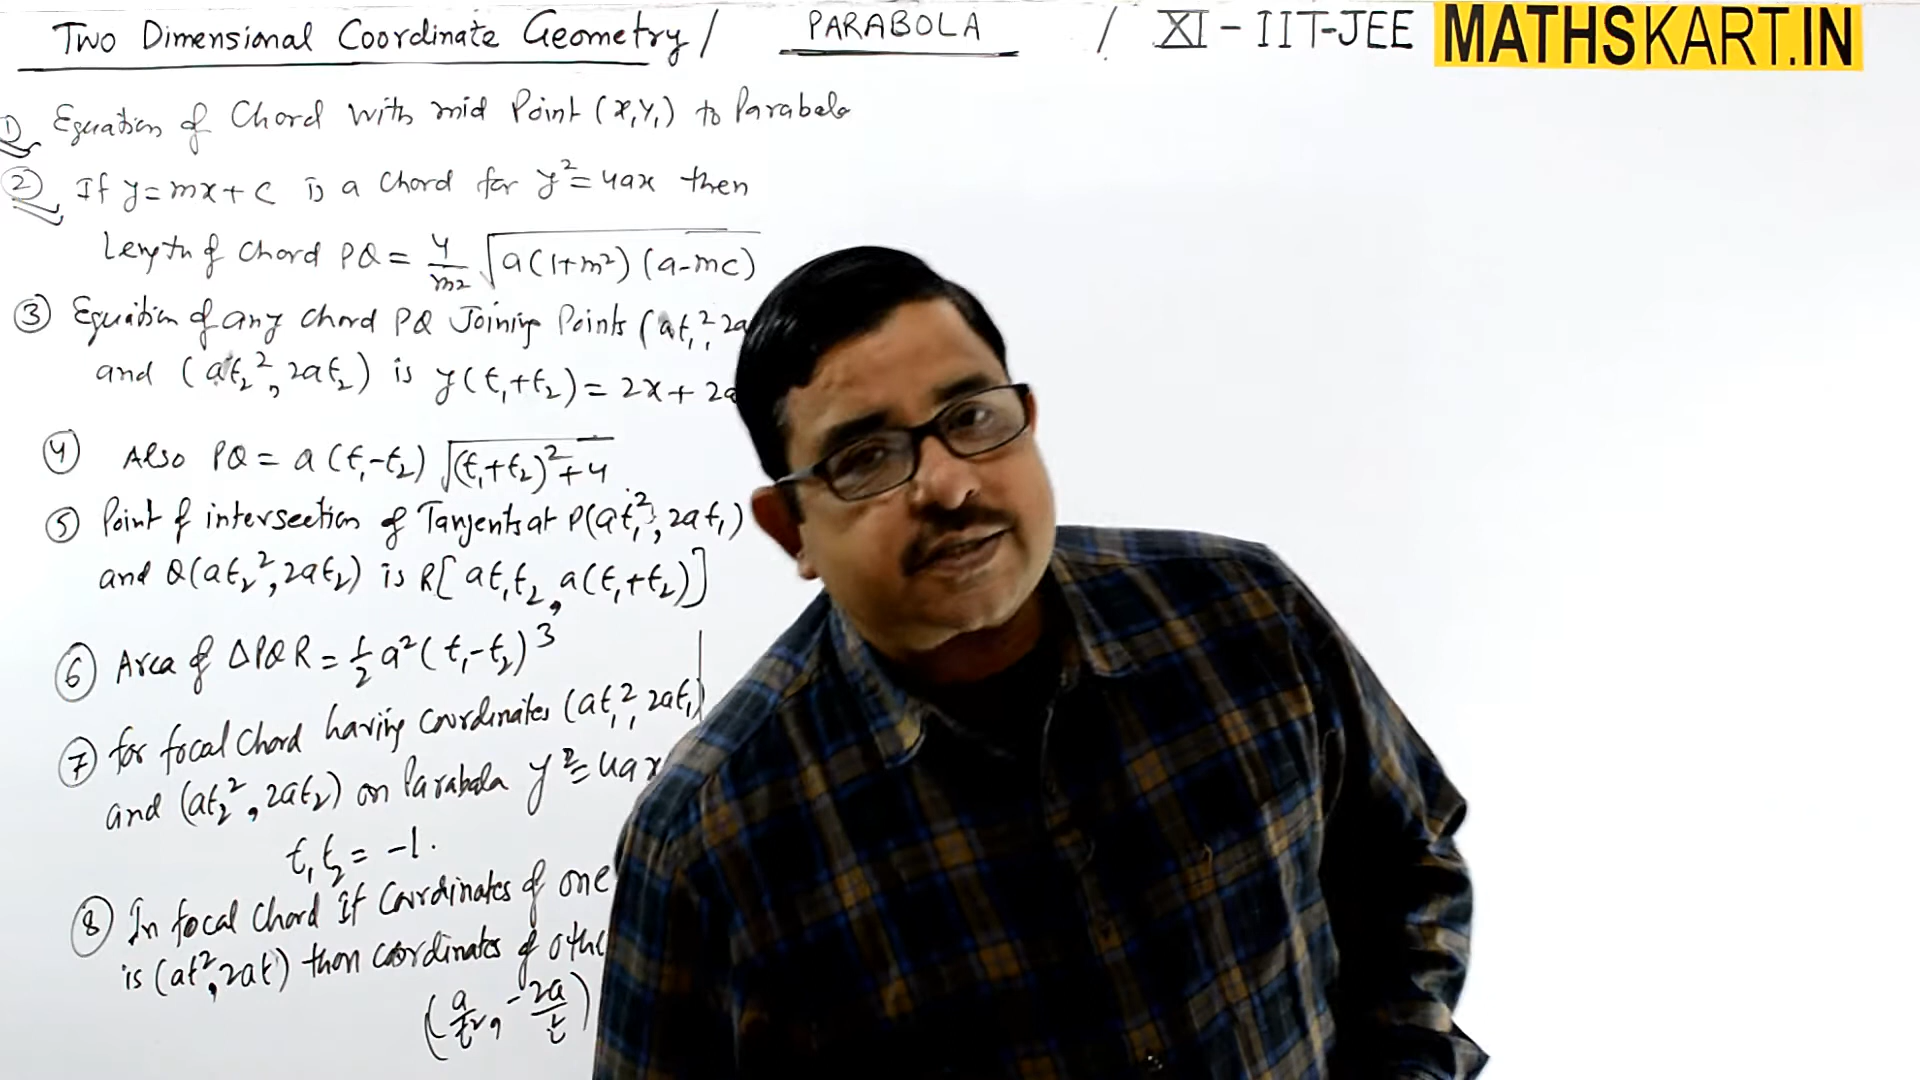 Two Dimensional Coordinate Geometry / PARABOLA / XI - IIT-JEE MATHSKART.IN
① Equation of Chord with mid Point (x₁y₁) to Parabola
② If y=mx+c is a chord for y²=4ax then
Length of chord PQ = 4/m² √(a(1+m²)(a-mc))
③ Equation of any chord PQ Joining Points (at₁², 2a
and (at₂², 2at₂) is y(t₁+t₂) = 2x + 2a
④ Also PQ = a(t₁-t₂) √((t₁+t₂)²+4)
⑤ Point of intersection of Tangents at P(at₁², 2at₁)
and Q(at₂², 2at₂) is R[at₁t₂, a(t₁+t₂)]
⑥ Area of ΔPQR = 1/2 a²(t₁-t₂)³
⑦ for focal chord having coordinates (at₁², 2at₁)
and (at₂², 2at₂) on Parabola y²=4ax
t₁t₂ = -1.
⑧ In focal chord If Coordinates of one
is (at², 2at) then coordinates of othe
(a/t², -2a/t)